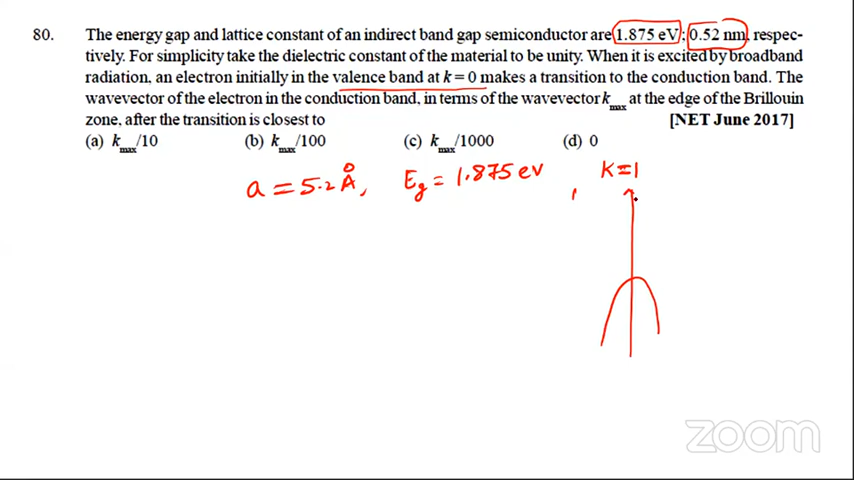 80. The energy gap and lattice constant of an indirect band gap semiconductor are 1.875 eV; 0.52 nm, respec-
tively. For simplicity take the dielectric constant of the material to be unity. When it is excited by broadband
radiation, an electron initially in the valence band at k = 0 makes a transition to the conduction band. The
wavevector of the electron in the conduction band, in terms of the wavevector k_max at the edge of the Brillouin
zone, after the transition is closest to [NET June 2017]
(a) k_max/10 (b) k_max/100 (c) k_max/1000 (d) 0
a = 5.2 Å, Eg = 1.875 eV , k=1
zoom